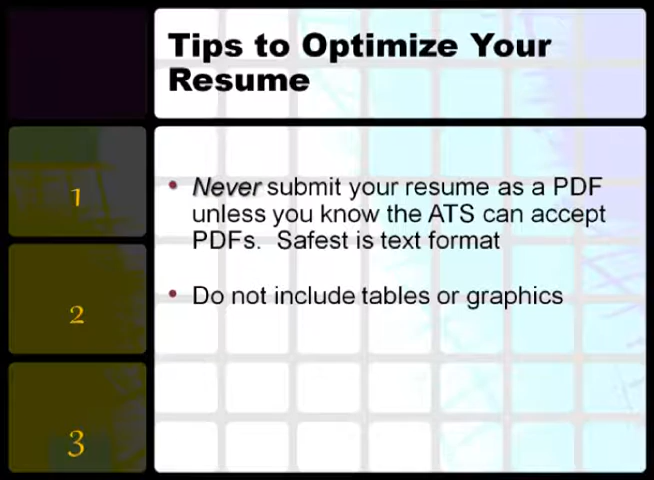 Tips to Optimize Your
Resume
1
• Never submit your resume as a PDF
unless you know the ATS can accept
PDFs.  Safest is text format
2
• Do not include tables or graphics
3